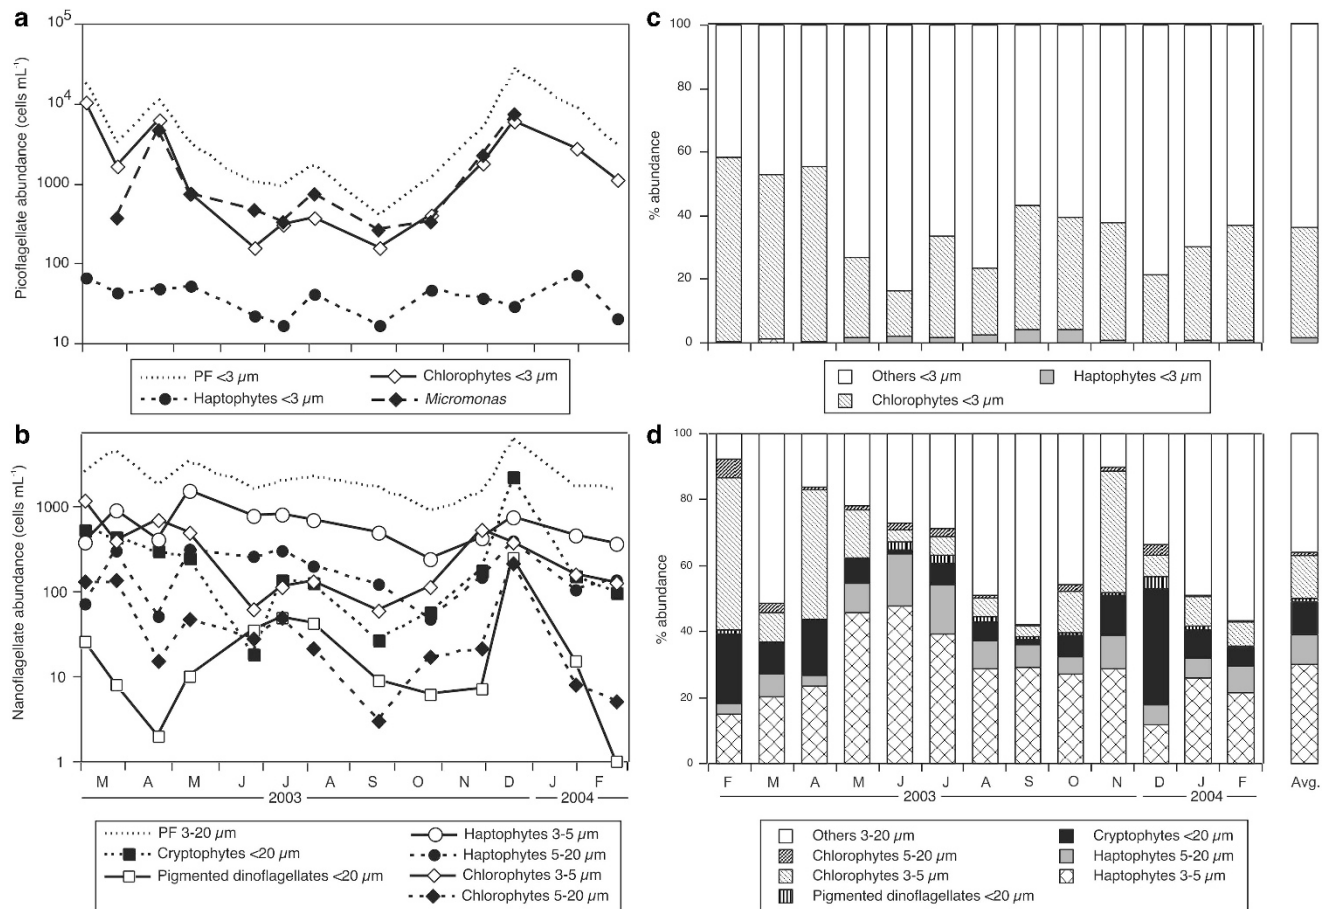 a
Picoflagellate abundance (cells mL⁻¹)
10⁵
10⁴
1000
100
10
PF <3 µm
Chlorophytes <3 µm
Haptophytes <3 µm
Micromonas
b
Nanoflagellate abundance (cells mL⁻¹)
1000
100
10
1
M A M J J A S O N D J F
2003 2004
PF 3-20 µm
Haptophytes 3-5 µm
Cryptophytes <20 µm
Haptophytes 5-20 µm
Pigmented dinoflagellates <20 µm
Chlorophytes 3-5 µm
Chlorophytes 5-20 µm
c
% abundance
100
80
60
40
20
0
Others <3 µm
Haptophytes <3 µm
Chlorophytes <3 µm
d
% abundance
100
80
60
40
20
0
F M A M J J A S O N D J F Avg.
2003 2004
Others 3-20 µm
Cryptophytes <20 µm
Chlorophytes 5-20 µm
Haptophytes 5-20 µm
Chlorophytes 3-5 µm
Haptophytes 3-5 µm
Pigmented dinoflagellates <20 µm